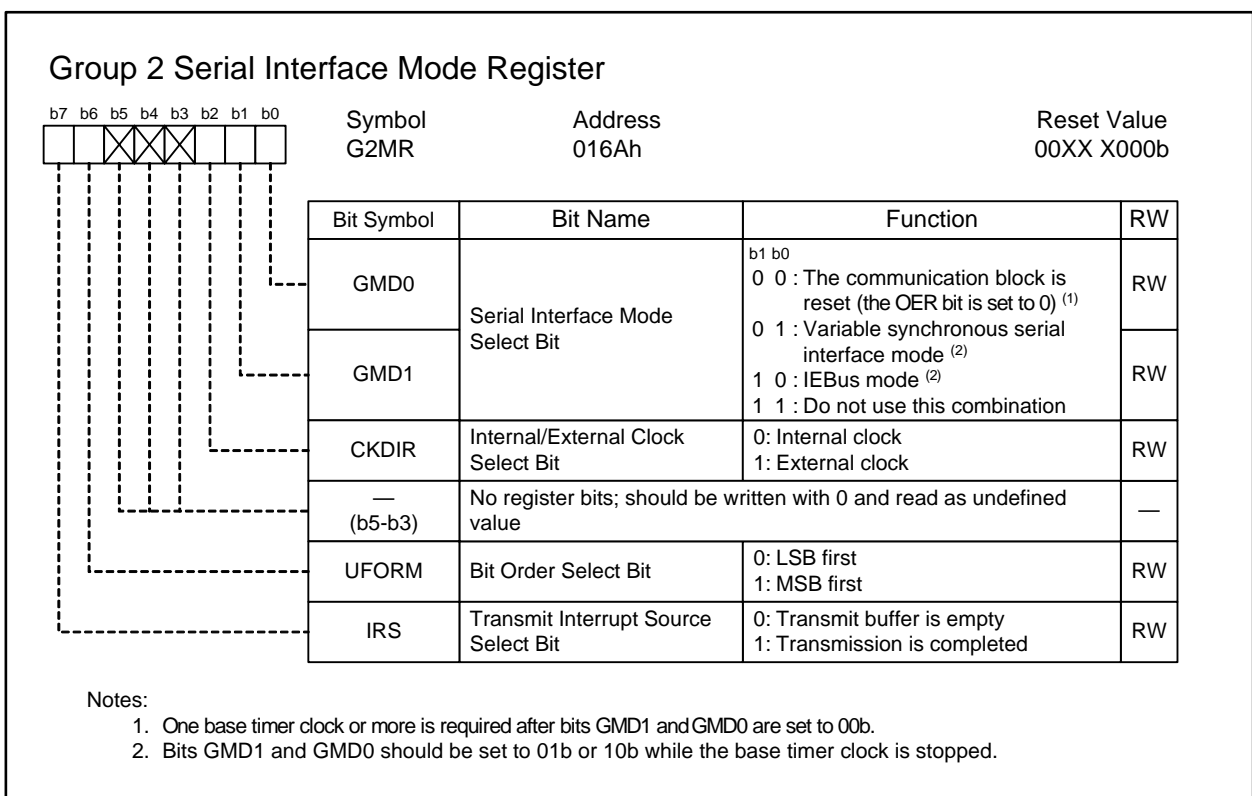 Group 2 Serial Interface Mode Register
b7 b6 b5 b4 b3 b2 b1 b0
Symbol Address Reset Value
G2MR 016Ah 00XX X000b
Bit Symbol Bit Name Function RW
GMD0
GMD1
Serial Interface Mode
Select Bit
b1 b0
0 0 : The communication block is
reset (the OER bit is set to 0) (1)
0 1 : Variable synchronous serial
interface mode (2)
1 0 : IEBus mode (2)
1 1 : Do not use this combination
RW
RW
CKDIR
Internal/External Clock
Select Bit
0: Internal clock
1: External clock
RW
—
(b5-b3)
No register bits; should be written with 0 and read as undefined
value
—
UFORM
Bit Order Select Bit
0: LSB first
1: MSB first
RW
IRS
Transmit Interrupt Source
Select Bit
0: Transmit buffer is empty
1: Transmission is completed
RW
Notes:
1. One base timer clock or more is required after bits GMD1 and GMD0 are set to 00b.
2. Bits GMD1 and GMD0 should be set to 01b or 10b while the base timer clock is stopped.